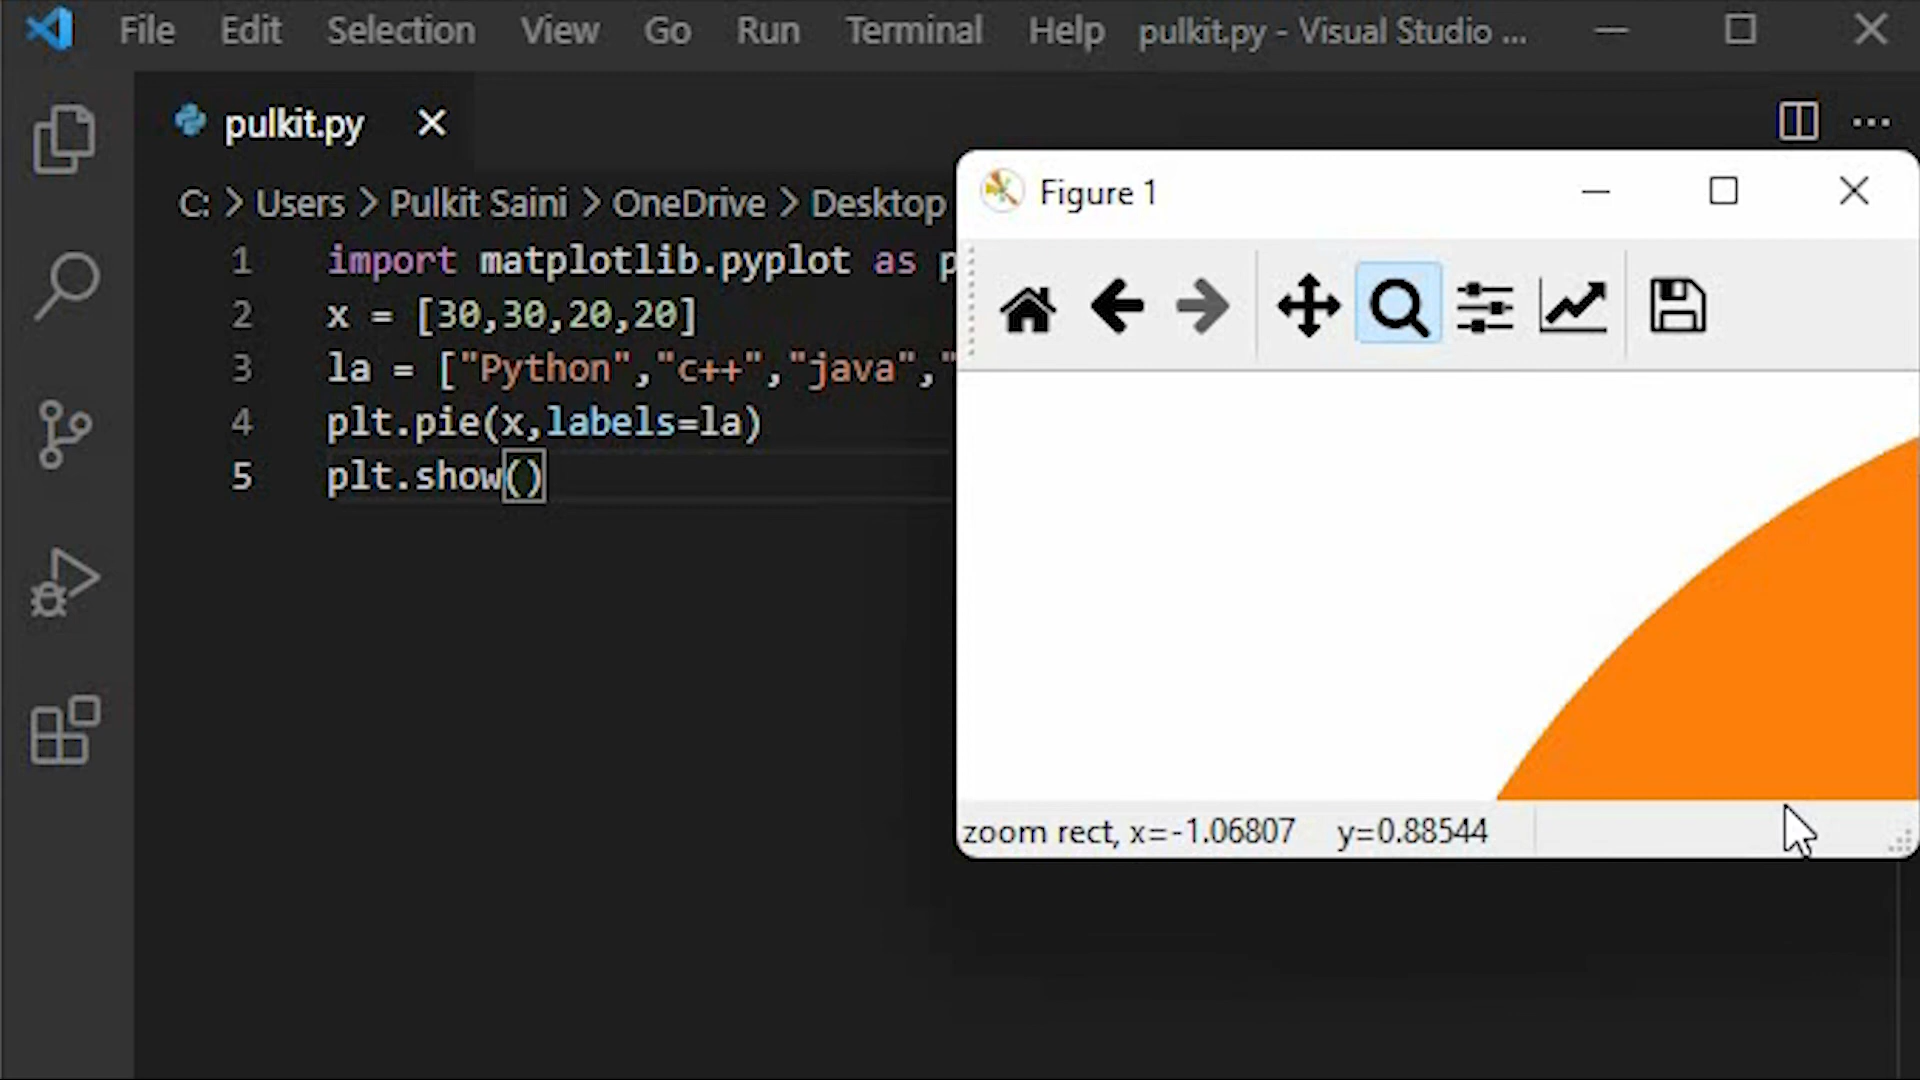 File Edit Selection View Go Run Terminal Help pulkit.py - Visual Studio ...
pulkit.py
C: > Users > Pulkit Saini > OneDrive > Desktop
Figure 1
1 import matplotlib.pyplot as p
2 x = [30,30,20,20]
3 la = ["Python","c++","java","
4 plt.pie(x,labels=la)
5 plt.show()
zoom rect, x=-1.06807 y=0.88544